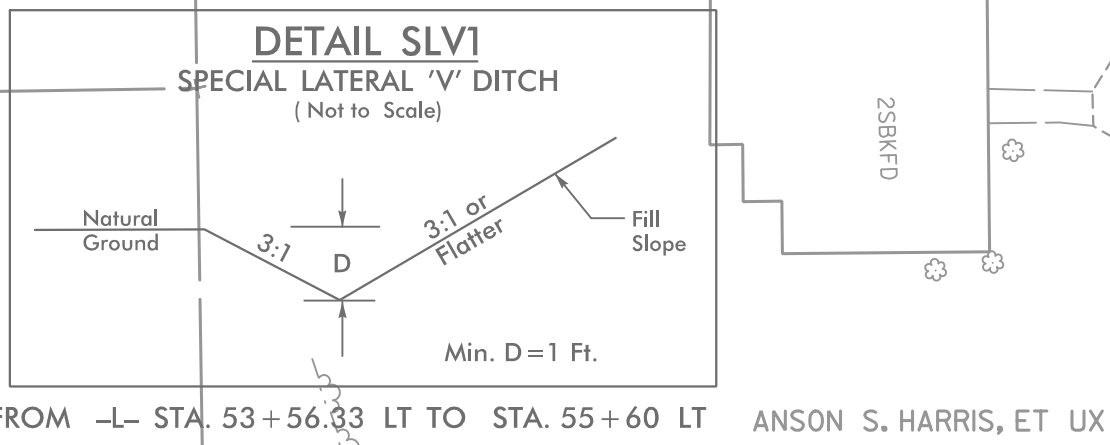 DETAIL SLV1
SPECIAL LATERAL 'V' DITCH
( Not to Scale)
2SBKFD
Natural
Ground
3:1
D
3:1 or
Flatter
Fill
Slope
Min. D=1 Ft.
FROM -L- STA. 53+56.33 LT TO STA. 55+60 LT
ANSON S. HARRIS, ET UX